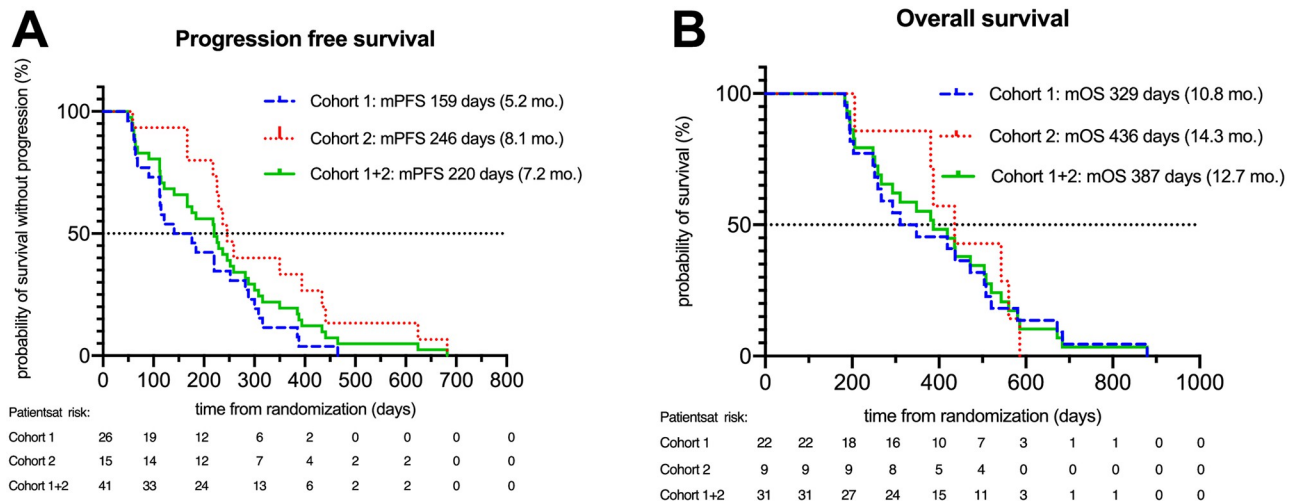 A
Progression free survival
probability of survival without progression (%)
100
50
0
Cohort 1: mPFS 159 days (5.2 mo.)
Cohort 2: mPFS 246 days (8.1 mo.)
Cohort 1+2: mPFS 220 days (7.2 mo.)
0 100 200 300 400 500 600 700 800
time from randomization (days)
Patientsat risk:
Cohort 1 26 19 12 6 2 0 0 0 0
Cohort 2 15 14 12 7 4 2 2 0 0
Cohort 1+2 41 33 24 13 6 2 2 0 0
B
Overall survival
probability of survival (%)
100
50
0
Cohort 1: mOS 329 days (10.8 mo.)
Cohort 2: mOS 436 days (14.3 mo.)
Cohort 1+2: mOS 387 days (12.7 mo.)
0 200 400 600 800 1000
time from randomization (days)
Patientsat risk:
Cohort 1 22 22 18 16 10 7 3 1 1 0 0
Cohort 2 9 9 9 8 5 4 0 0 0 0 0
Cohort 1+2 31 31 27 24 15 11 3 1 1 0 0